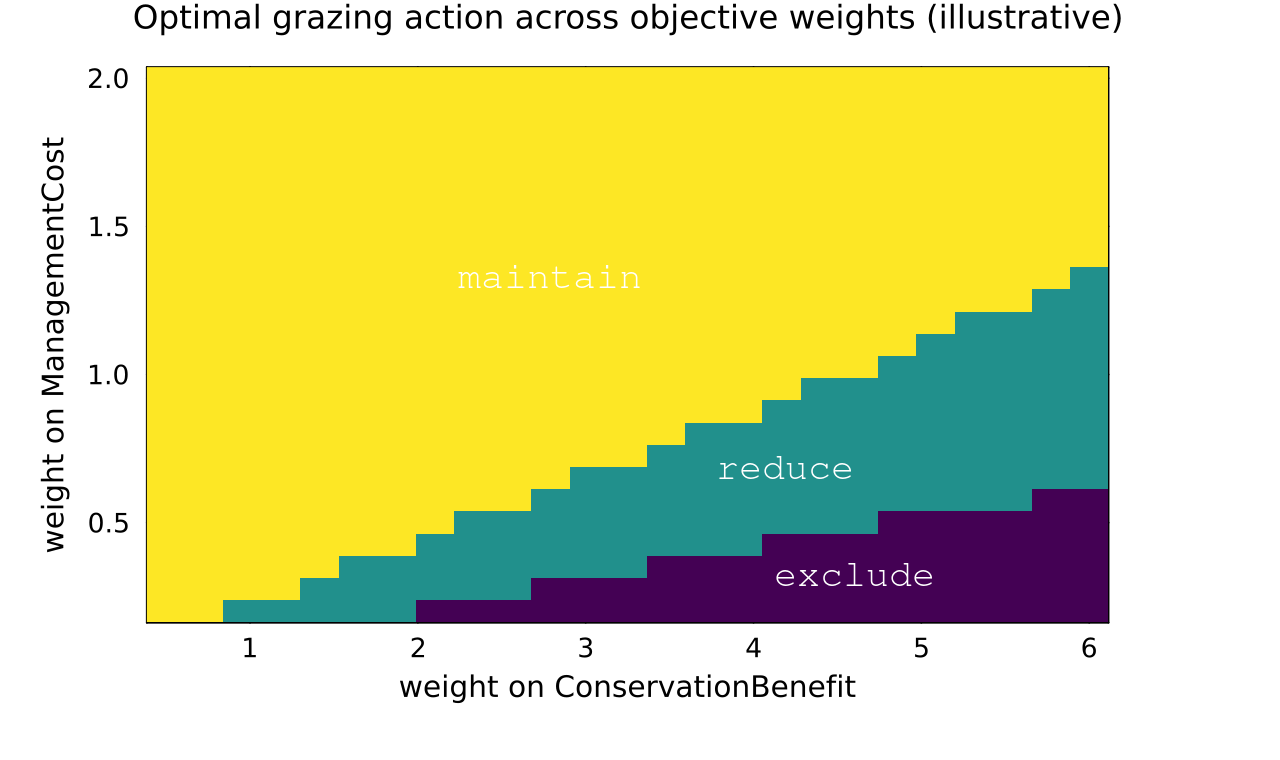 Optimal grazing action across objective weights (illustrative)
weight on ManagementCost
2.0
1.5
1.0
0.5
maintain
reduce
exclude
1 2 3 4 5 6
weight on ConservationBenefit